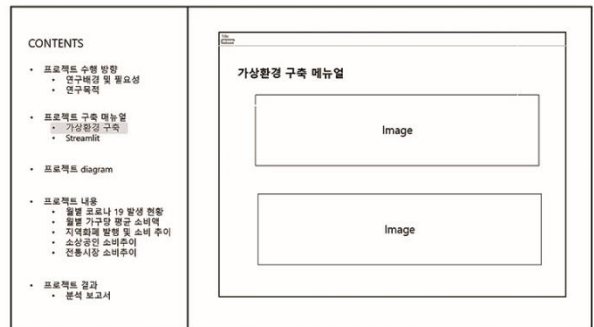 CONTENTS
• 프로젝트 수행 방향
• 연구배경 및 필요성
• 연구목적
• 프로젝트 구축 매뉴얼
• 가상환경 구축
• Streamlit
• 프로젝트 diagram
• 프로젝트 내용
• 월별 코로나 19 발생 현황
• 월별 가구당 평균 소비액
• 지역화폐 발행 및 소비 추이
• 소상공인 소비추이
• 전통시장 소비추이
• 프로젝트 결과
• 분석 보고서
가상환경 구축 메뉴얼
Image
Image